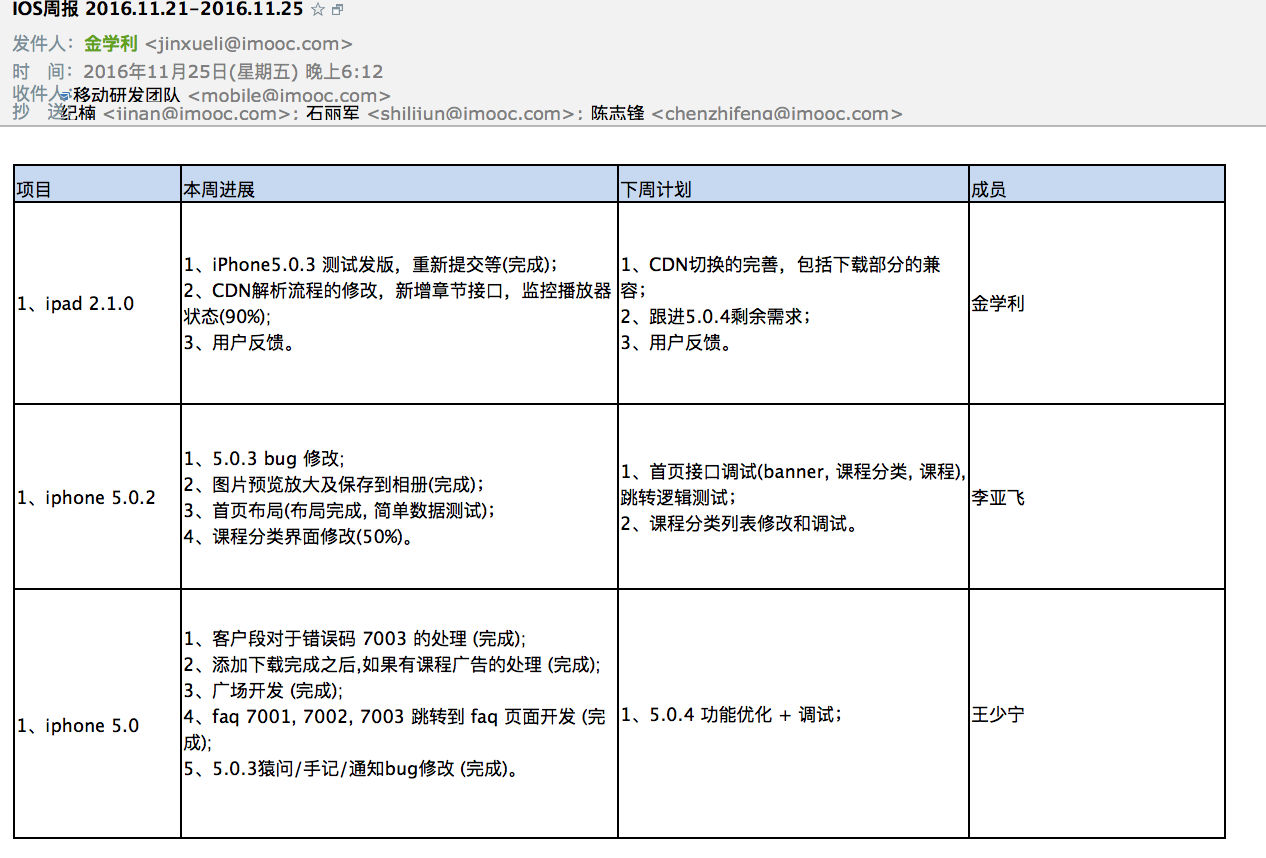 IOS周报 2016.11.21-2016.11.25
发件人：金学利 <jinxueli@imooc.com>
时 间：2016年11月25日(星期五) 晚上6:12
收件人：移动研发团队 <mobile@imooc.com>
抄 送：纪楠 <jinan@imooc.com>; 石丽军 <shilijun@imooc.com>; 陈志锋 <chenzhifeng@imooc.com>
项目 本周进展 下周计划 成员
1、ipad 2.1.0
1、iPhone5.0.3 测试发版，重新提交等(完成)；
2、CDN解析流程的修改，新增章节接口，监控播放器
状态(90%);
3、用户反馈。
1、CDN切换的完善，包括下载部分的兼
容；
2、跟进5.0.4剩余需求；
3、用户反馈。
金学利
1、iphone 5.0.2
1、5.0.3 bug 修改;
2、图片预览放大及保存到相册(完成)；
3、首页布局(布局完成, 简单数据测试)；
4、课程分类界面修改(50%)。
1、首页接口调试(banner, 课程分类, 课程),
跳转逻辑测试；
2、课程分类列表修改和调试。
李亚飞
1、iphone 5.0
1、客户段对于错误码 7003 的处理 (完成);
2、添加下载完成之后,如果有课程广告的处理 (完成);
3、广场开发 (完成);
4、faq 7001, 7002, 7003 跳转到 faq 页面开发 (完
成);
5、5.0.3猿问/手记/通知bug修改 (完成)。
1、5.0.4 功能优化 + 调试；
王少宁